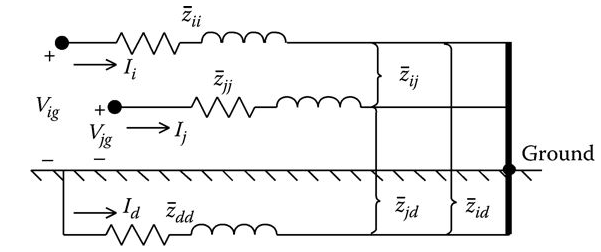 z̄ii
+
Ii
z̄ij
z̄jj
Vig
+
Vjg
Ij
−
−
Ground
Id
z̄dd
z̄jd
z̄id